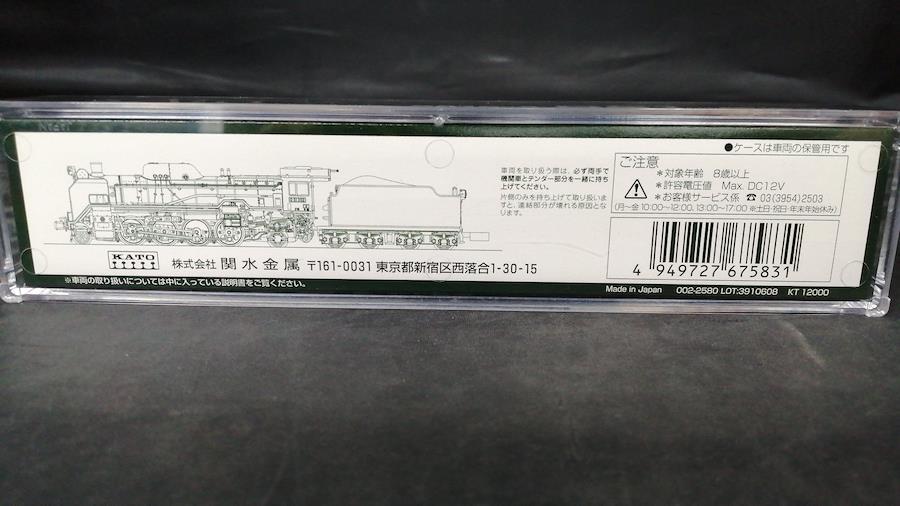 ●ケースは車両の保管用です
車両を取り扱う際は、必ず両手で
機関車とテンダー部分を一緒に持ち
上げてください。
片側のみを持ち上げて取り扱いま
すと、連結部分が壊れる原因とな
ります。
ご注意
*対象年齢 8歳以上
*許容電圧値 Max. DC12V
*お客様サービス係 ☎ 03(3954)2503
(月〜金 10:00〜12:00、13:00〜17:00 ※土日・祝日・年末年始休み)
KATO
株式会社 関水金属 〒161-0031 東京都新宿区西落合1-30-15
4 949727 675831
※車両の取り扱いについては中に入っている説明書をご覧ください。
Made in Japan 002-2580 LOT:3910608 KT 12000